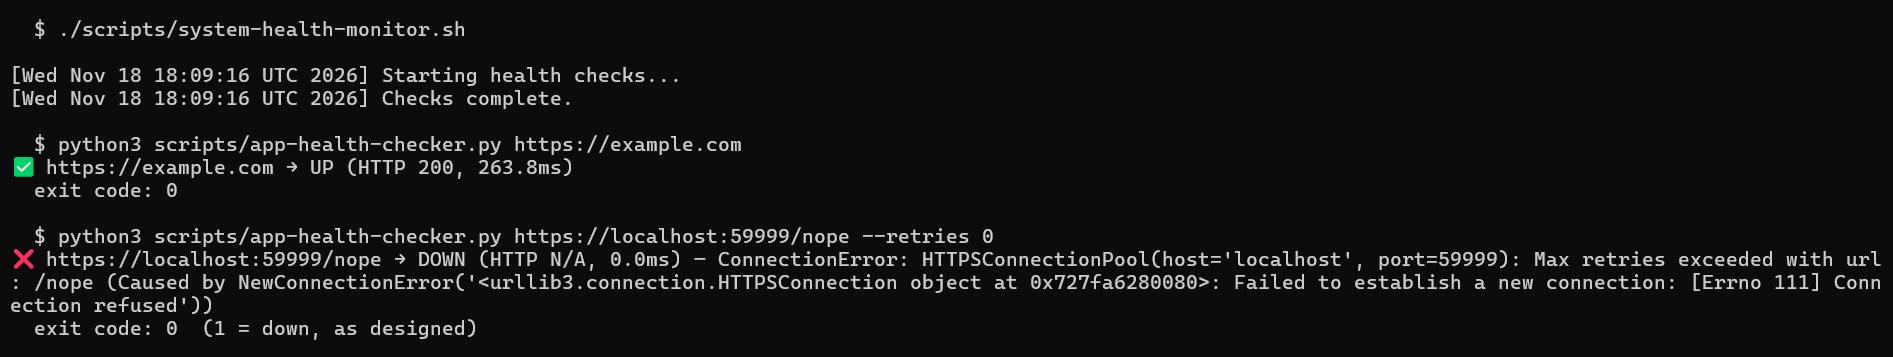 $ ./scripts/system-health-monitor.sh
[Wed Nov 18 18:09:16 UTC 2026] Starting health checks...
[Wed Nov 18 18:09:16 UTC 2026] Checks complete.
$ python3 scripts/app-health-checker.py https://example.com
✅ https://example.com → UP (HTTP 200, 263.8ms)
exit code: 0
$ python3 scripts/app-health-checker.py https://localhost:59999/nope --retries 0
❌ https://localhost:59999/nope → DOWN (HTTP N/A, 0.0ms) — ConnectionError: HTTPSConnectionPool(host='localhost', port=59999): Max retries exceeded with url
: /nope (Caused by NewConnectionError('<urllib3.connection.HTTPSConnection object at 0x727fa6280080>: Failed to establish a new connection: [Errno 111] Conn
ection refused'))
exit code: 0  (1 = down, as designed)